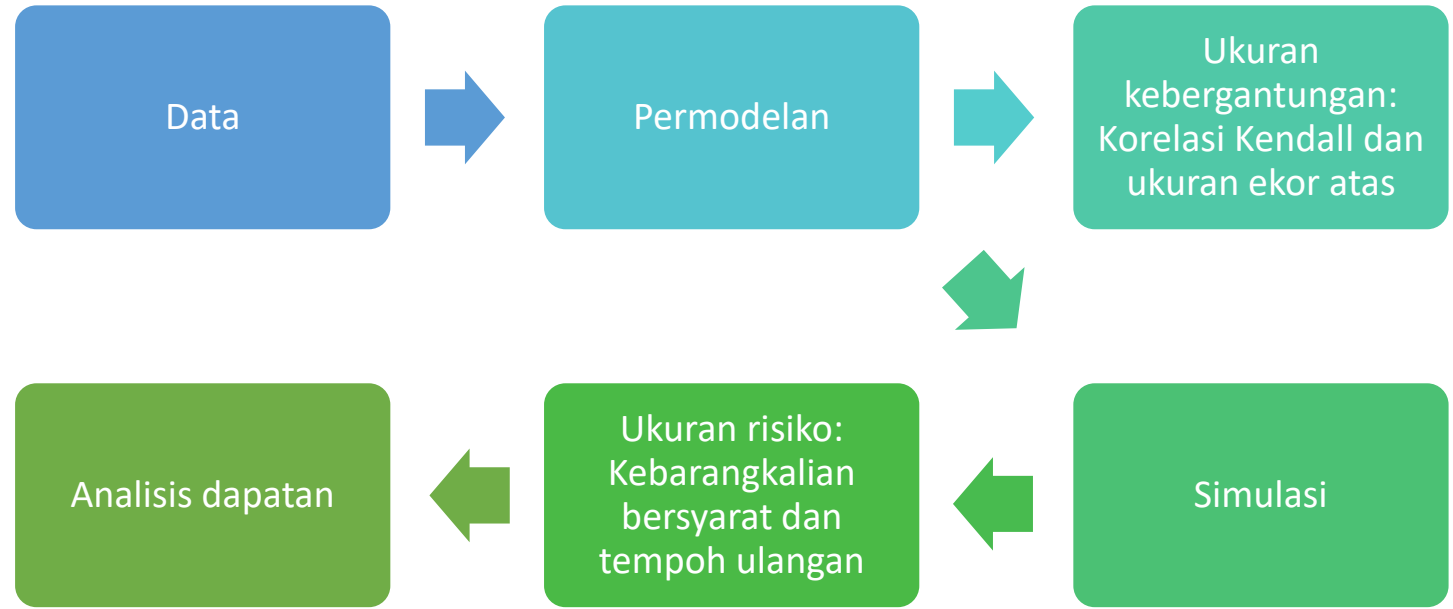 Data
Permodelan
Ukuran
kebergantungan:
Korelasi Kendall dan
ukuran ekor atas
Simulasi
Ukuran risiko:
Kebarangkalian
bersyarat dan
tempoh ulangan
Analisis dapatan